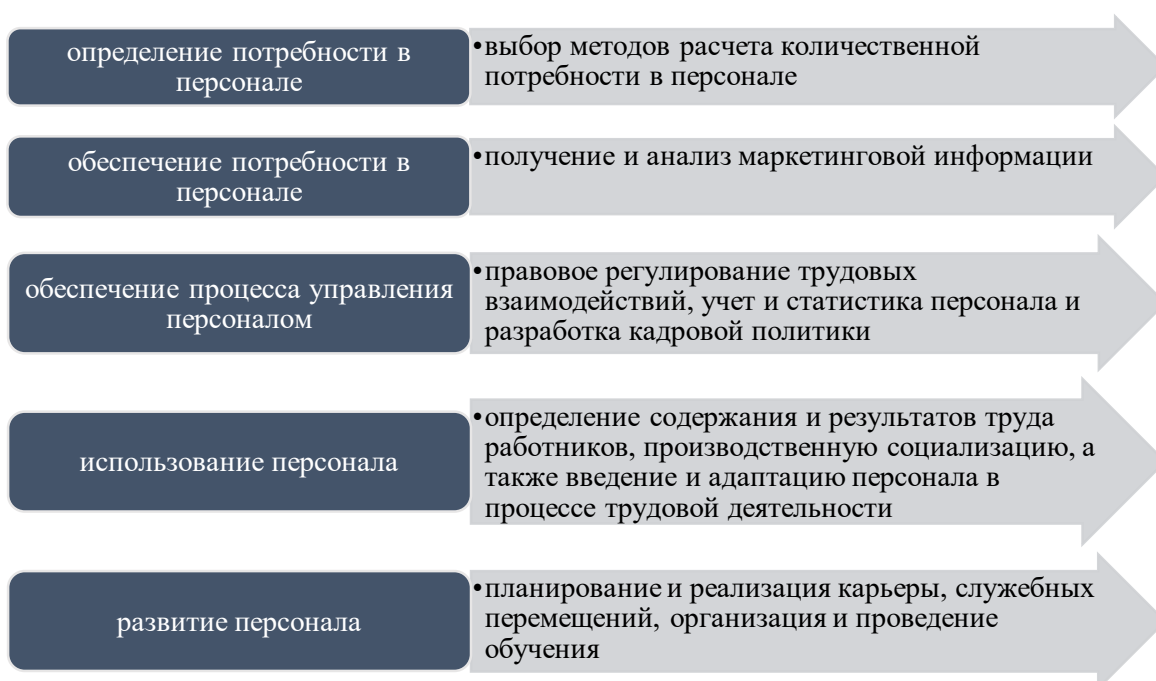 определение потребности в
персонале
•выбор методов расчета количественной
потребности в персонале
обеспечение потребности в
персонале
•получение и анализ маркетинговой информации
обеспечение процесса управления
персоналом
•правовое регулирование трудовых
взаимодействий, учет и статистика персонала и
разработка кадровой политики
использование персонала
•определение содержания и результатов труда
работников, производственную социализацию, а
также введение и адаптацию персонала в
процессе трудовой деятельности
развитие персонала
•планирование и реализация карьеры, служебных
перемещений, организация и проведение
обучения